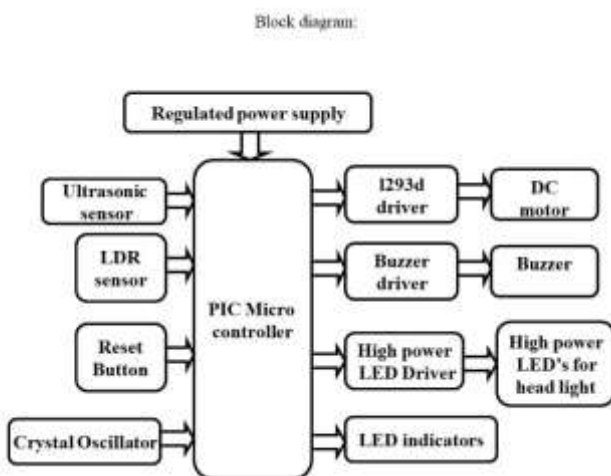 Block diagram:
Regulated power supply
Ultrasonic
sensor
LDR
sensor
Reset
Button
Crystal Oscillator
PIC Micro
controller
l293d
driver
DC
motor
Buzzer
driver
Buzzer
High power
LED Driver
High power
LED's for
head light
LED indicators